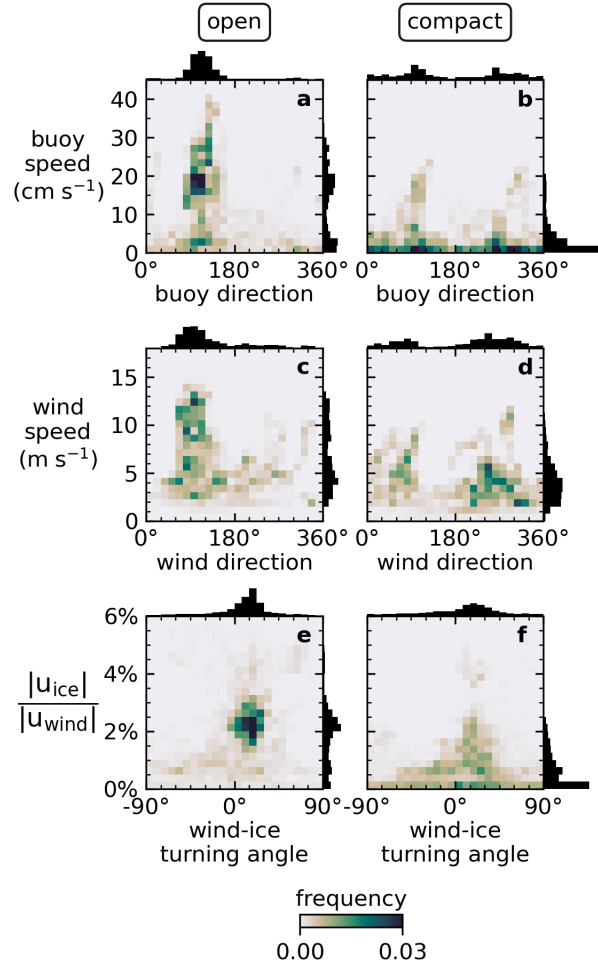 open compact
a b
buoy
speed
(cm s⁻¹)
40
30
20
10
0
0° 180° 360° 0° 180° 360°
buoy direction buoy direction
c d
wind
speed
(m s⁻¹)
15
10
5
0
0° 180° 360° 0° 180° 360°
wind direction wind direction
e f
|u_ice|
|u_wind|
6%
4%
2%
0%
-90° 0° 90° -90° 0° 90°
wind-ice wind-ice
turning angle turning angle
frequency
0.00 0.03